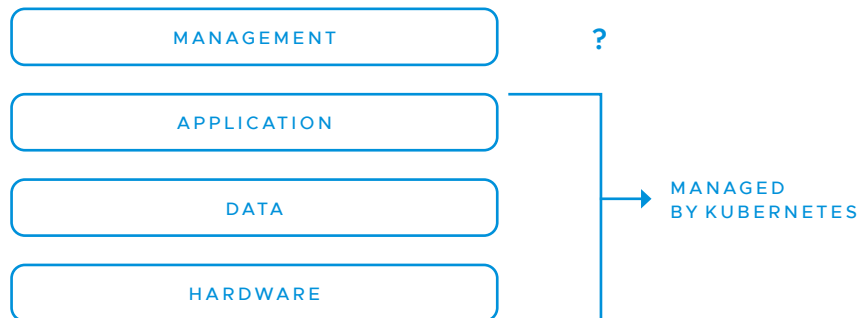 MANAGEMENT
?
APPLICATION
DATA
MANAGED
BY KUBERNETES
HARDWARE